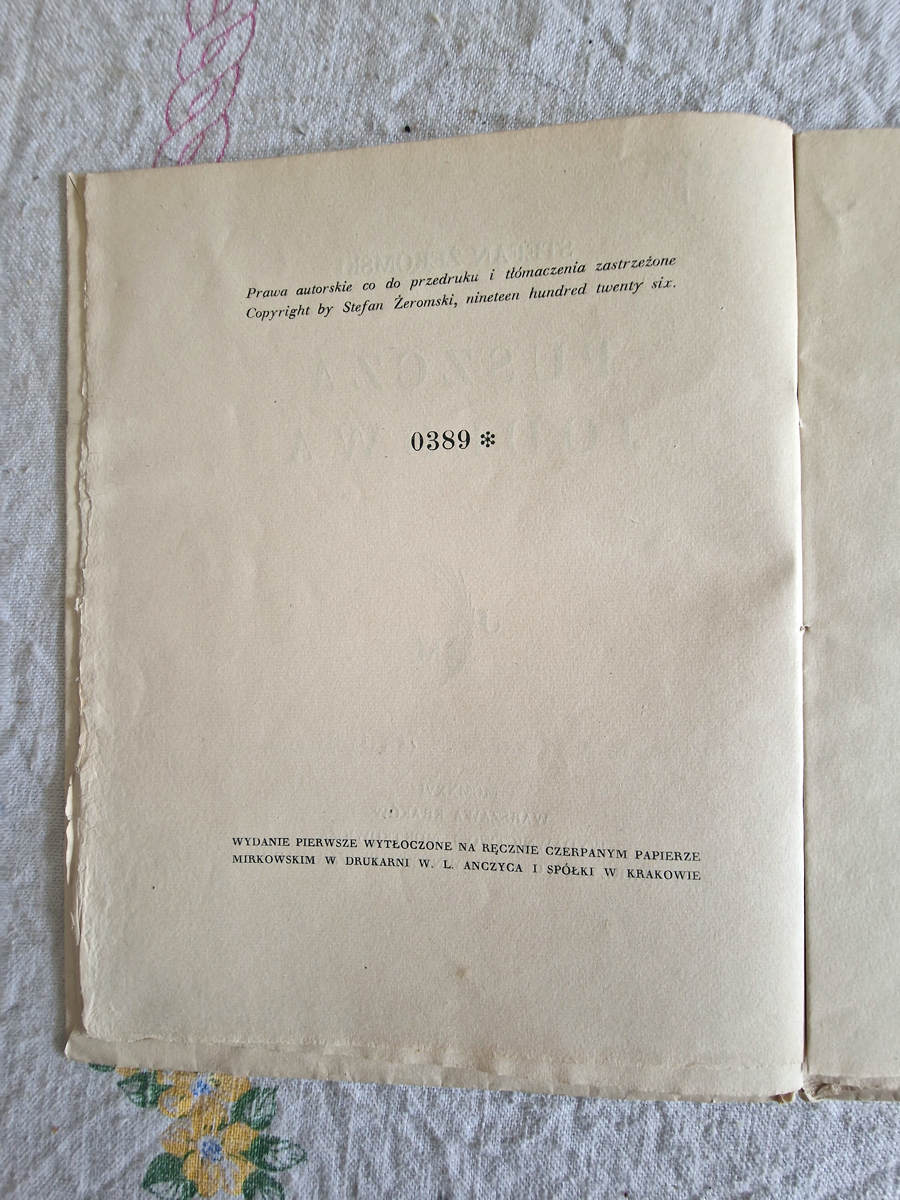 Prawa autorskie co do przedruku i tłómaczenia zastrzeżone
Copyright by Stefan Żeromski, nineteen hundred twenty six.
0389 *
WYDANIE PIERWSZE WYTŁOCZONE NA RĘCZNIE CZERPANYM PAPIERZE
MIRKOWSKIM W DRUKARNI W. L. ANCZYCA I SPÓŁKI W KRAKOWIE